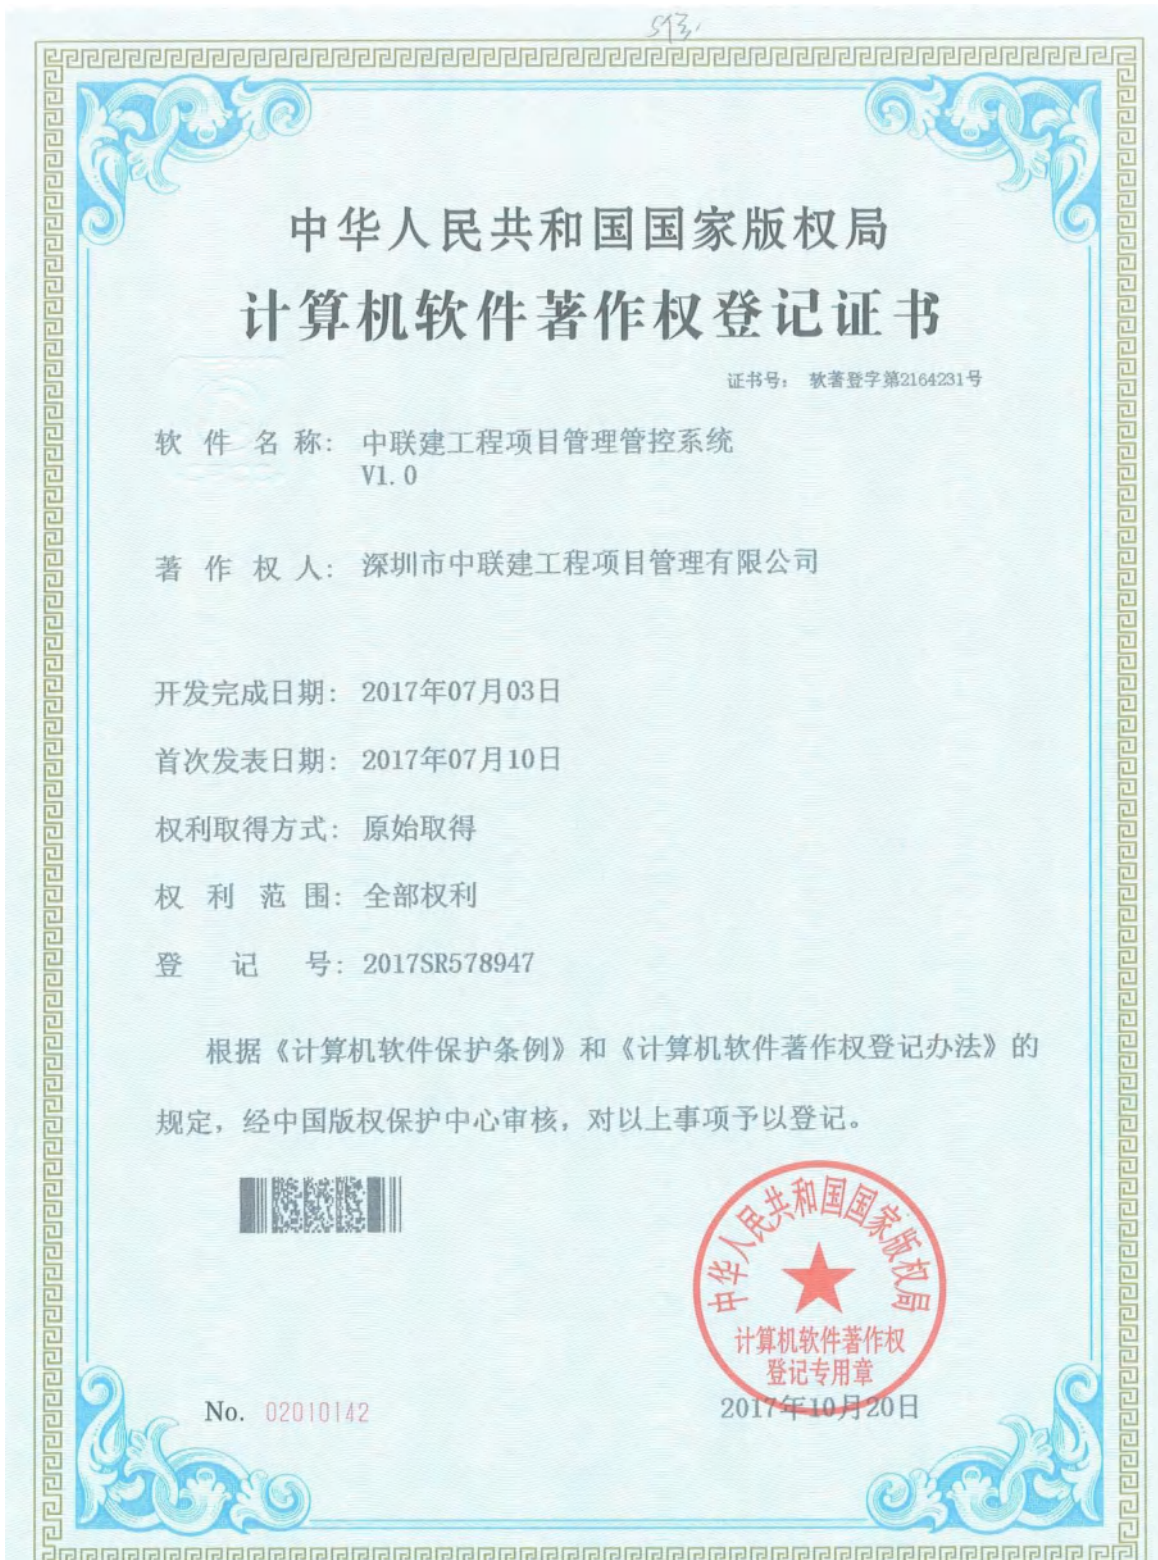 中华人民共和国国家版权局
计算机软件著作权登记证书
证书号： 软著登字第2164231号
软件名称： 中联建工程项目管理管控系统
V1.0
著作权人： 深圳市中联建工程项目管理有限公司
开发完成日期： 2017年07月03日
首次发表日期： 2017年07月10日
权利取得方式： 原始取得
权利范围： 全部权利
登记号： 2017SR578947
根据《计算机软件保护条例》和《计算机软件著作权登记办法》的
规定，经中国版权保护中心审核，对以上事项予以登记。
中华人民共和国国家版权局
计算机软件著作权
登记专用章
No. 02010142
2017年10月20日